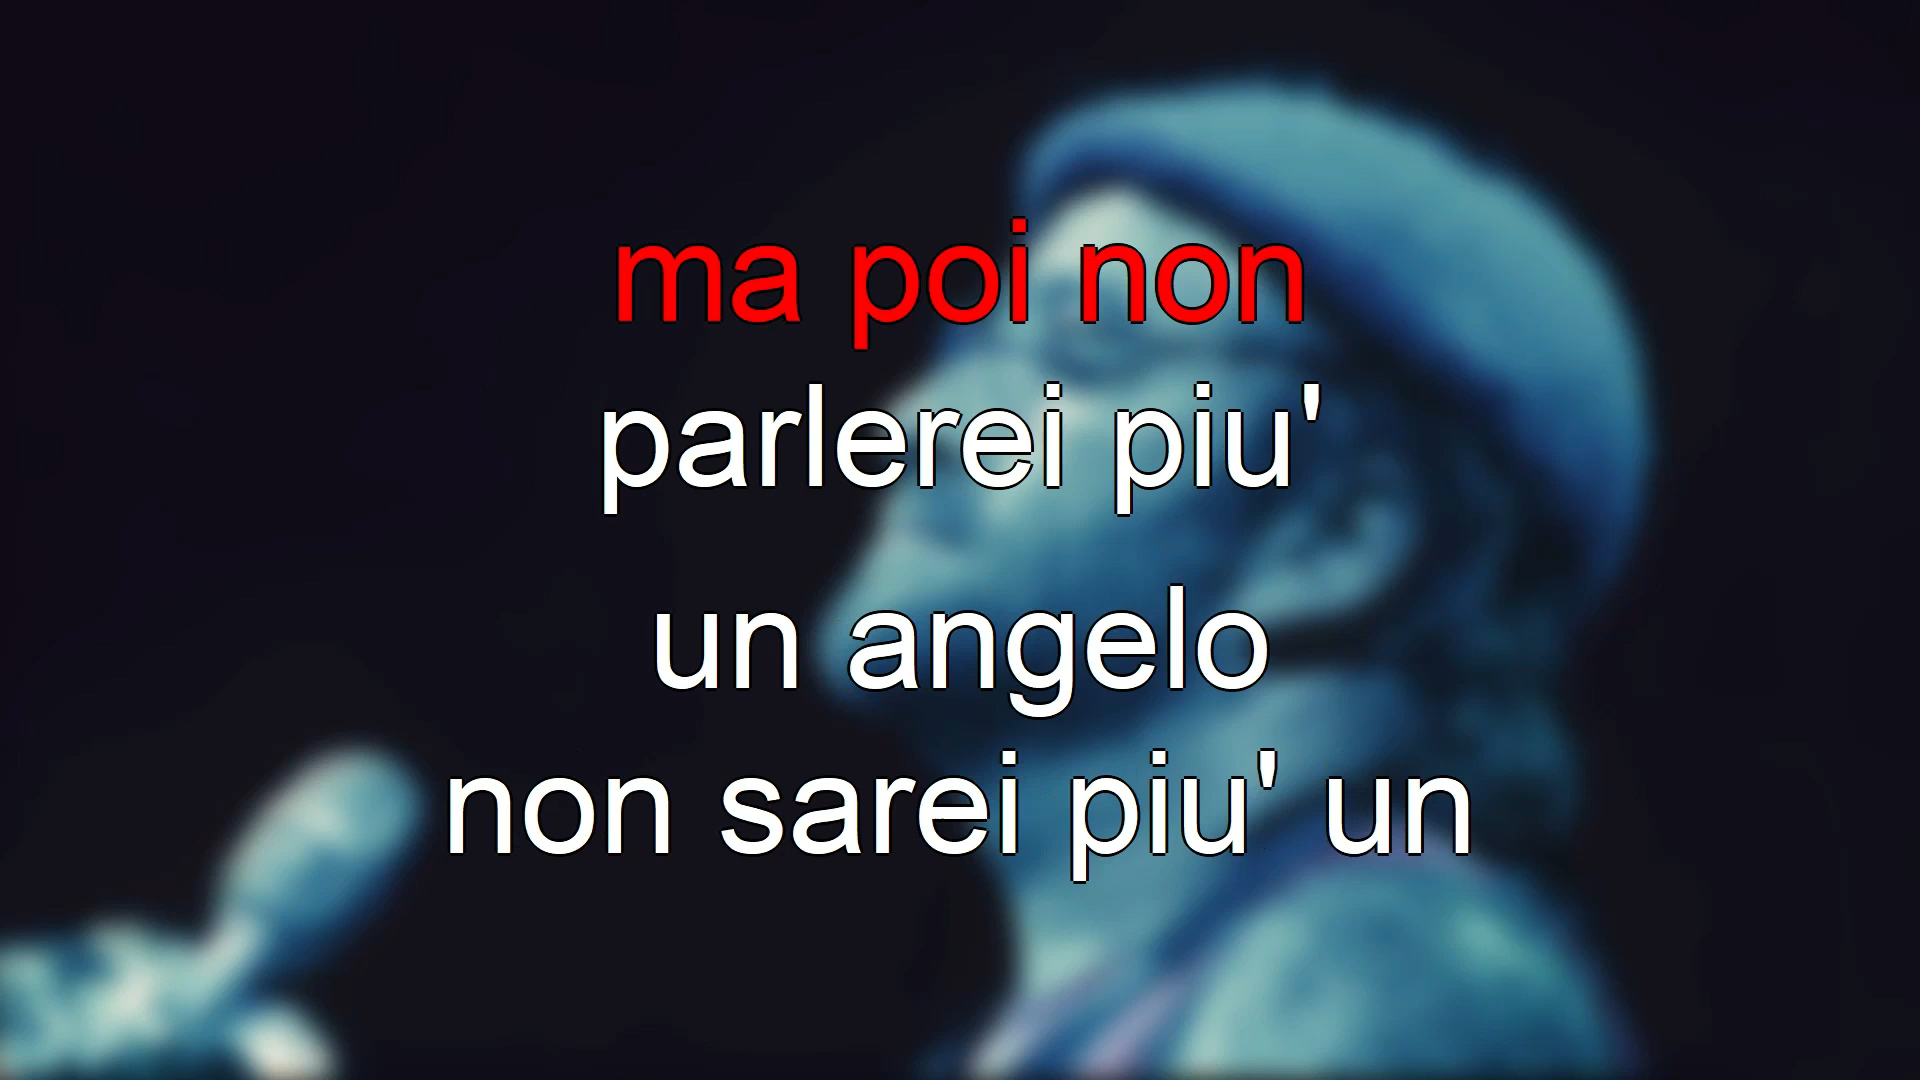 ma poi non
parlerei piu'
un angelo
non sarei piu' un